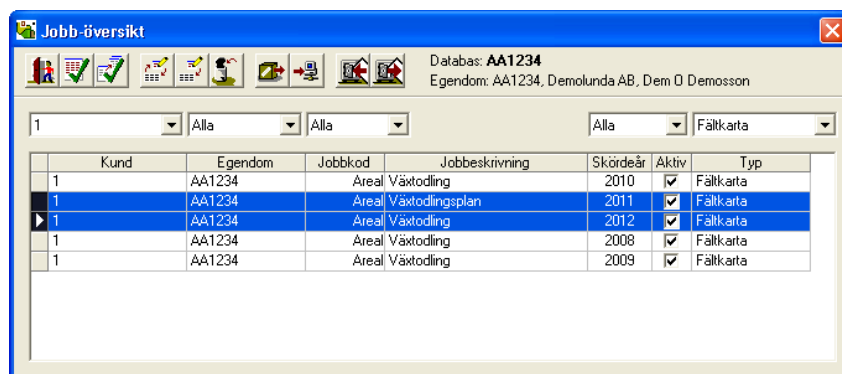 Jobb-översikt
Databas: AA1234
Egendom: AA1234, Demolunda AB, Dem O Demosson
1 Alla Alla Alla Fältkarta
Kund Egendom Jobbkod Jobbeskrivning Skördeår Aktiv Typ
1 AA1234 Areal Växtodling 2010 Fältkarta
1 AA1234 Areal Växtodlingsplan 2011 Fältkarta
1 AA1234 Areal Växtodling 2012 Fältkarta
1 AA1234 Areal Växtodling 2008 Fältkarta
1 AA1234 Areal Växtodling 2009 Fältkarta